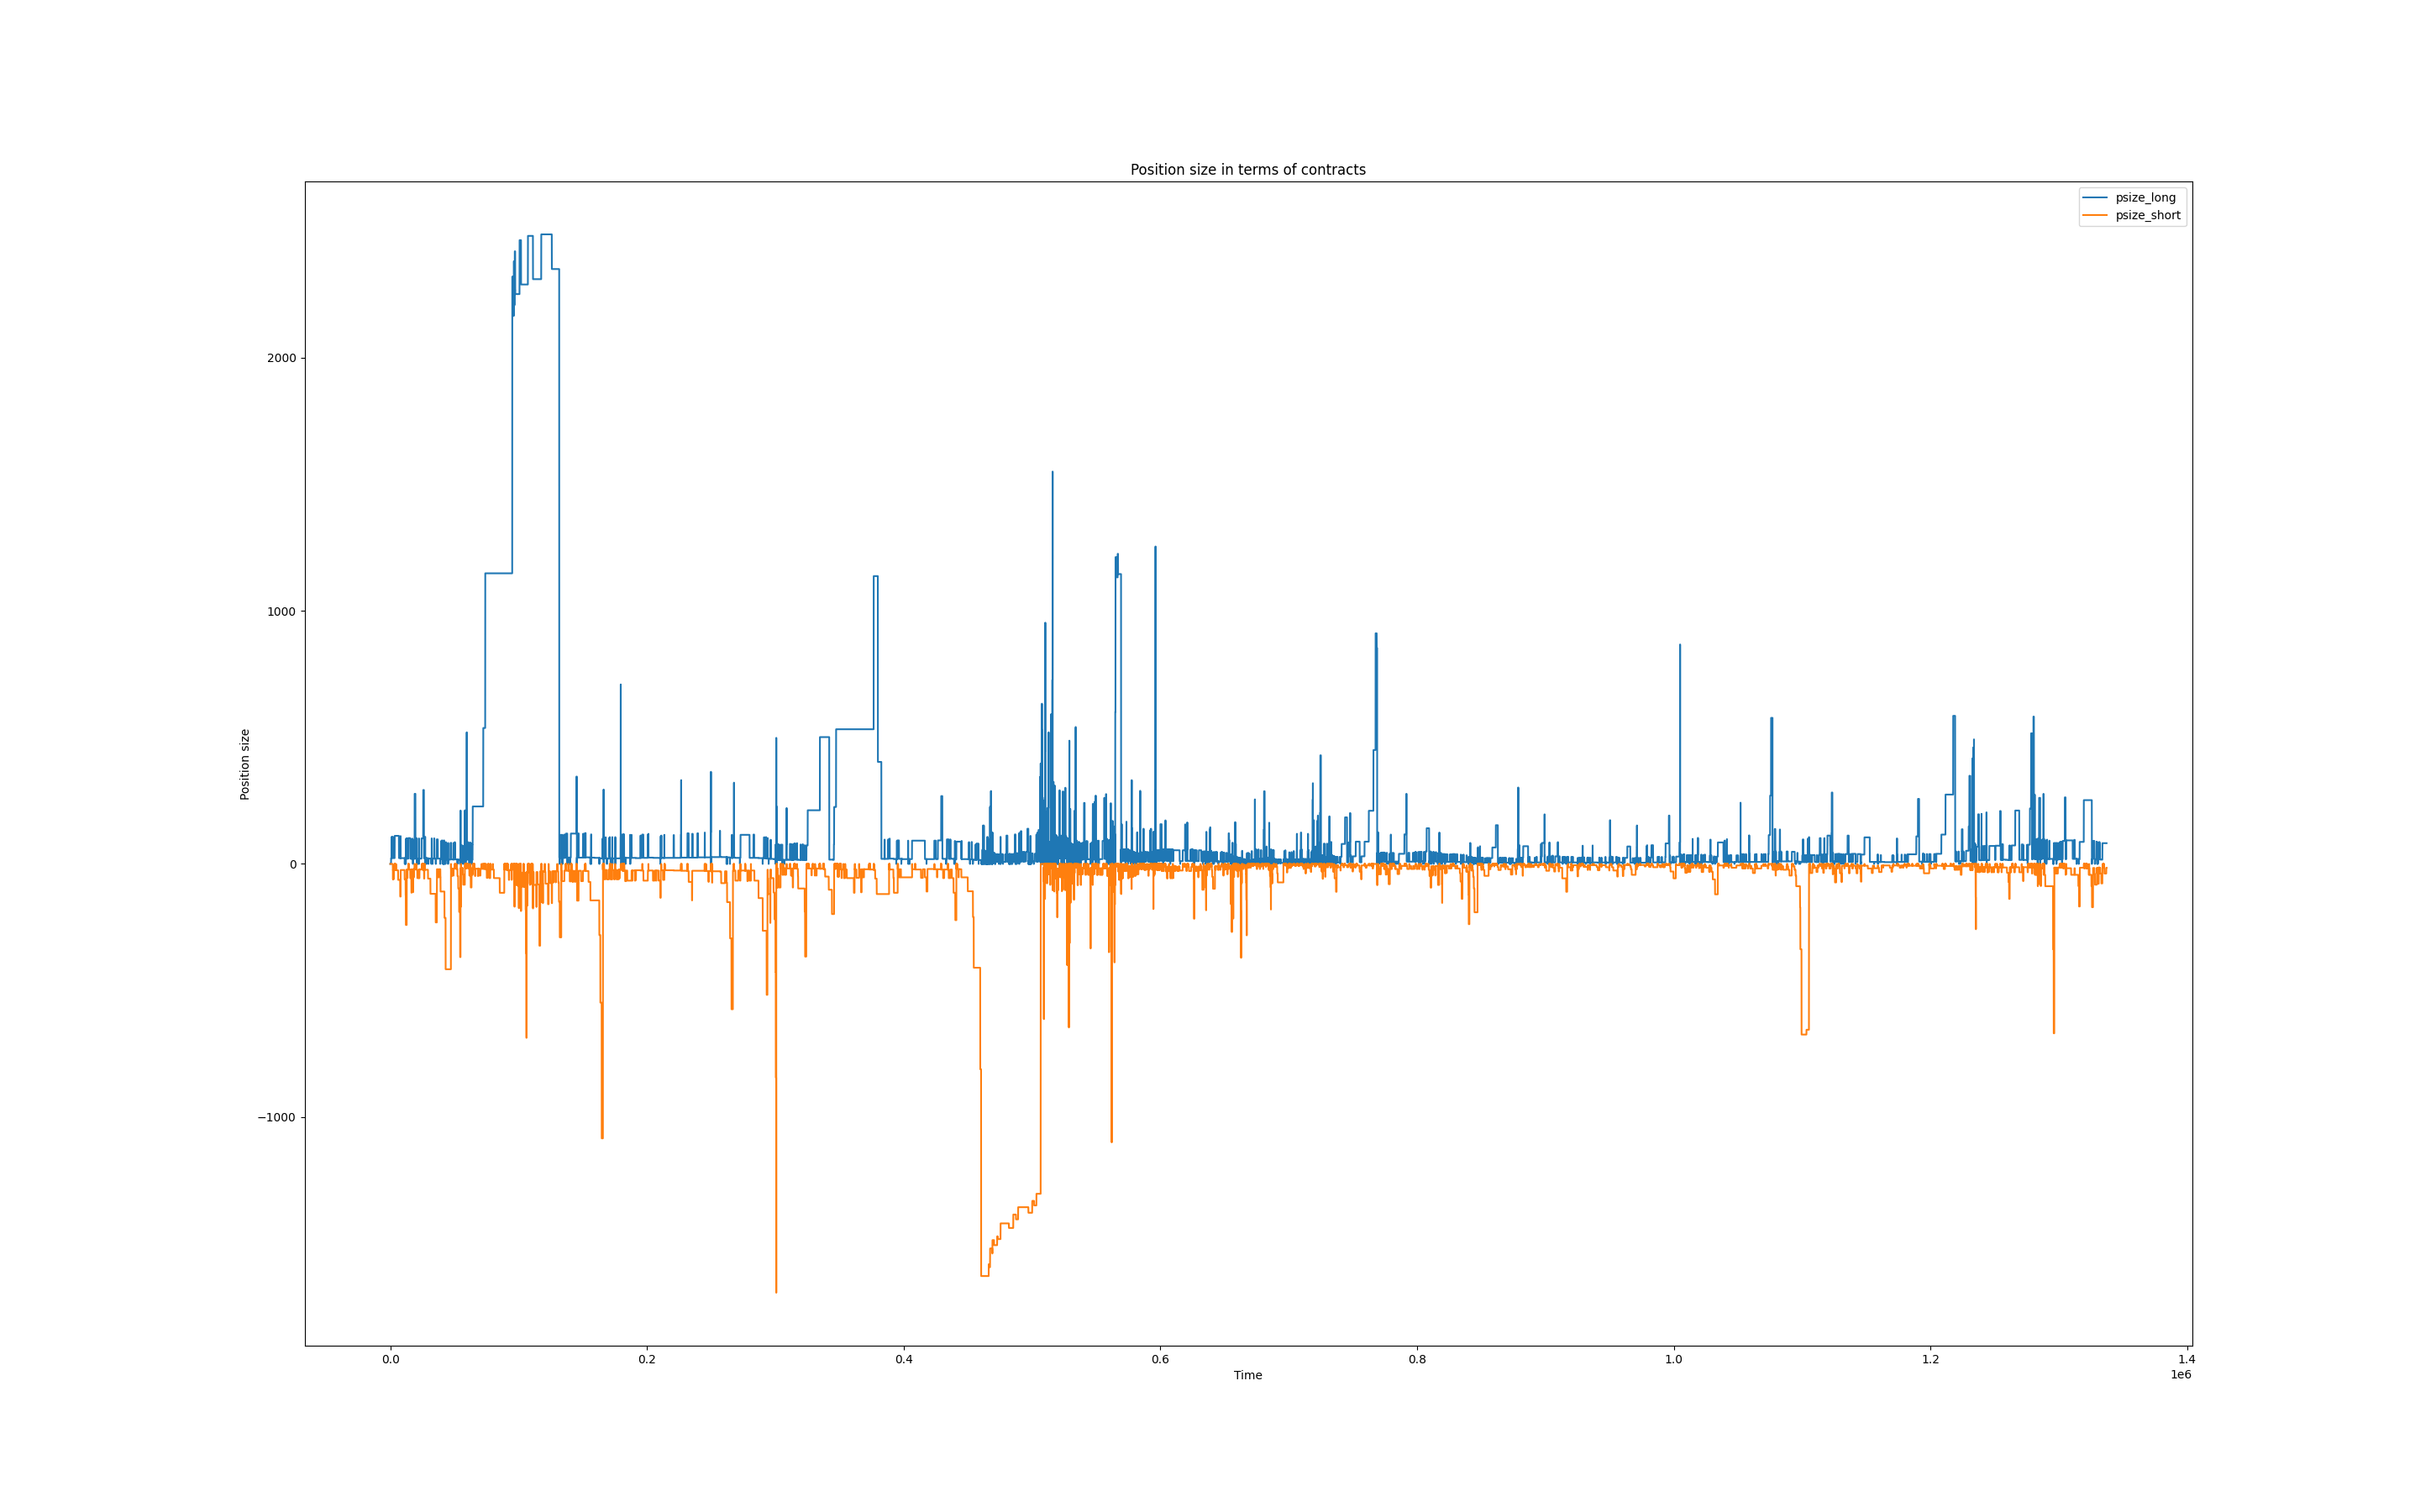 Position size in terms of contracts
psize_long
psize_short
Position size
2000
1000
0
−1000
0.0
0.2
0.4
0.6
0.8
1.0
1.2
1.4
Time
1e6